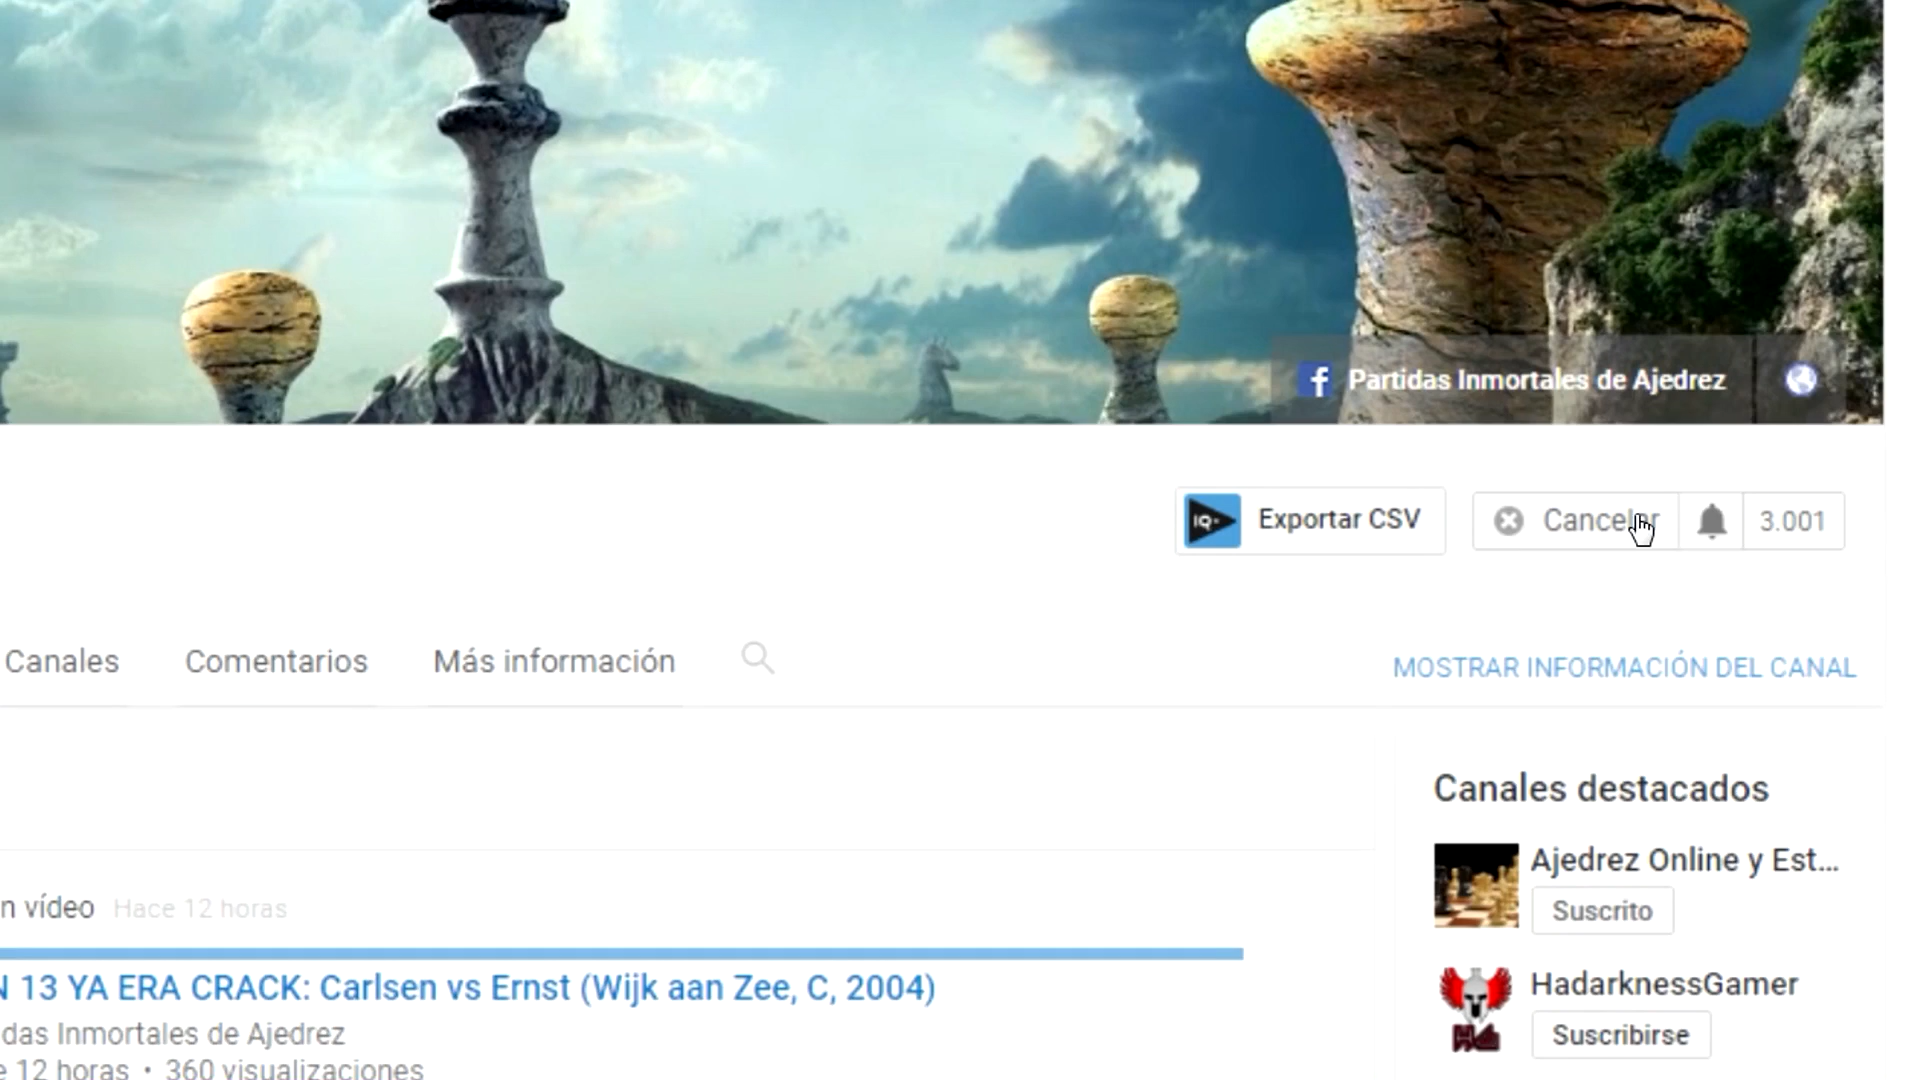 Partidas Inmortales de Ajedrez
IQ
Exportar CSV
Cancelar
3.001
Canales
Comentarios
Más información
MOSTRAR INFORMACIÓN DEL CANAL
Canales destacados
Ajedrez Online y Est...
Suscrito
HadarknessGamer
Suscribirse
n vídeo Hace 12 horas
N 13 YA ERA CRACK: Carlsen vs Ernst (Wijk aan Zee, C, 2004)
das Inmortales de Ajedrez
e 12 horas • 360 visualizaciones